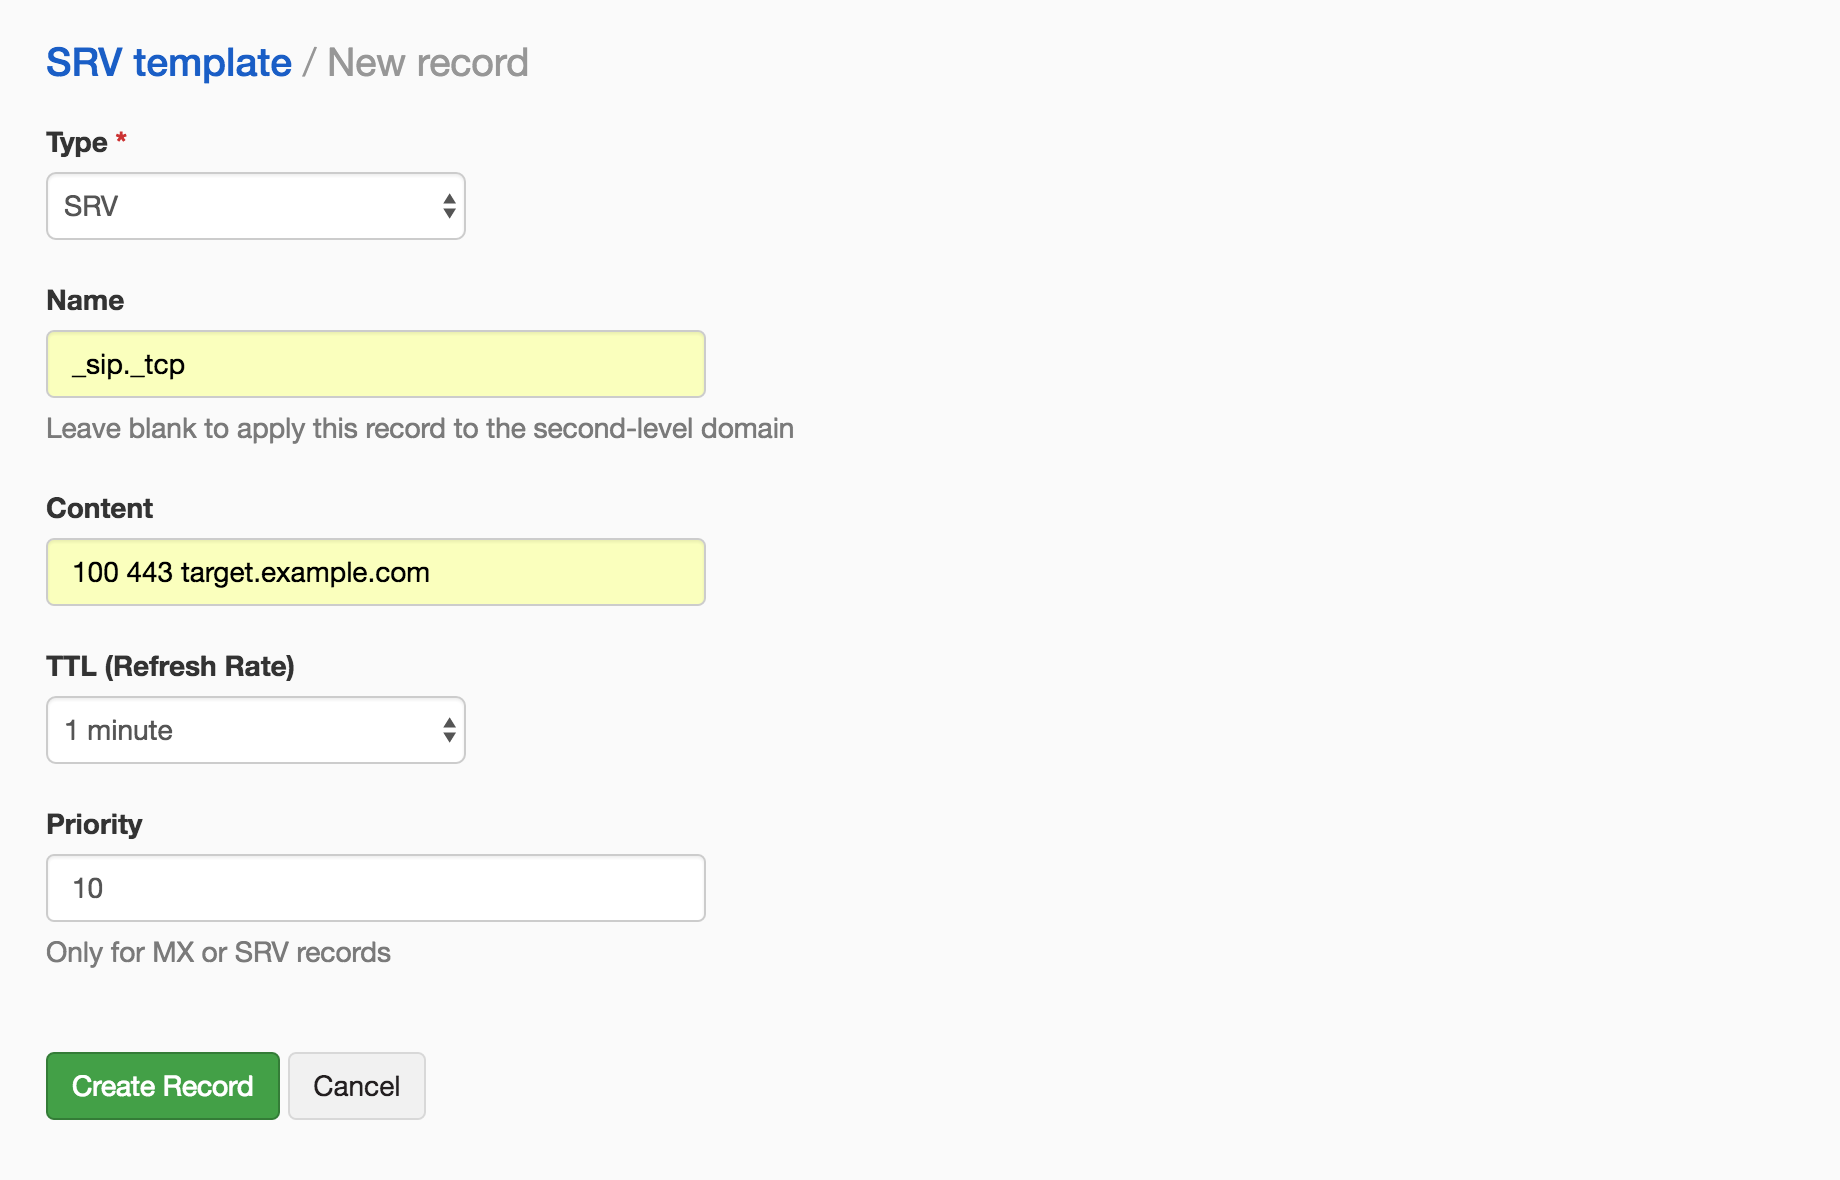 SRV template / New record
Type *
SRV
Name
_sip._tcp
Leave blank to apply this record to the second-level domain
Content
100 443 target.example.com
TTL (Refresh Rate)
1 minute
Priority
10
Only for MX or SRV records
Create Record Cancel